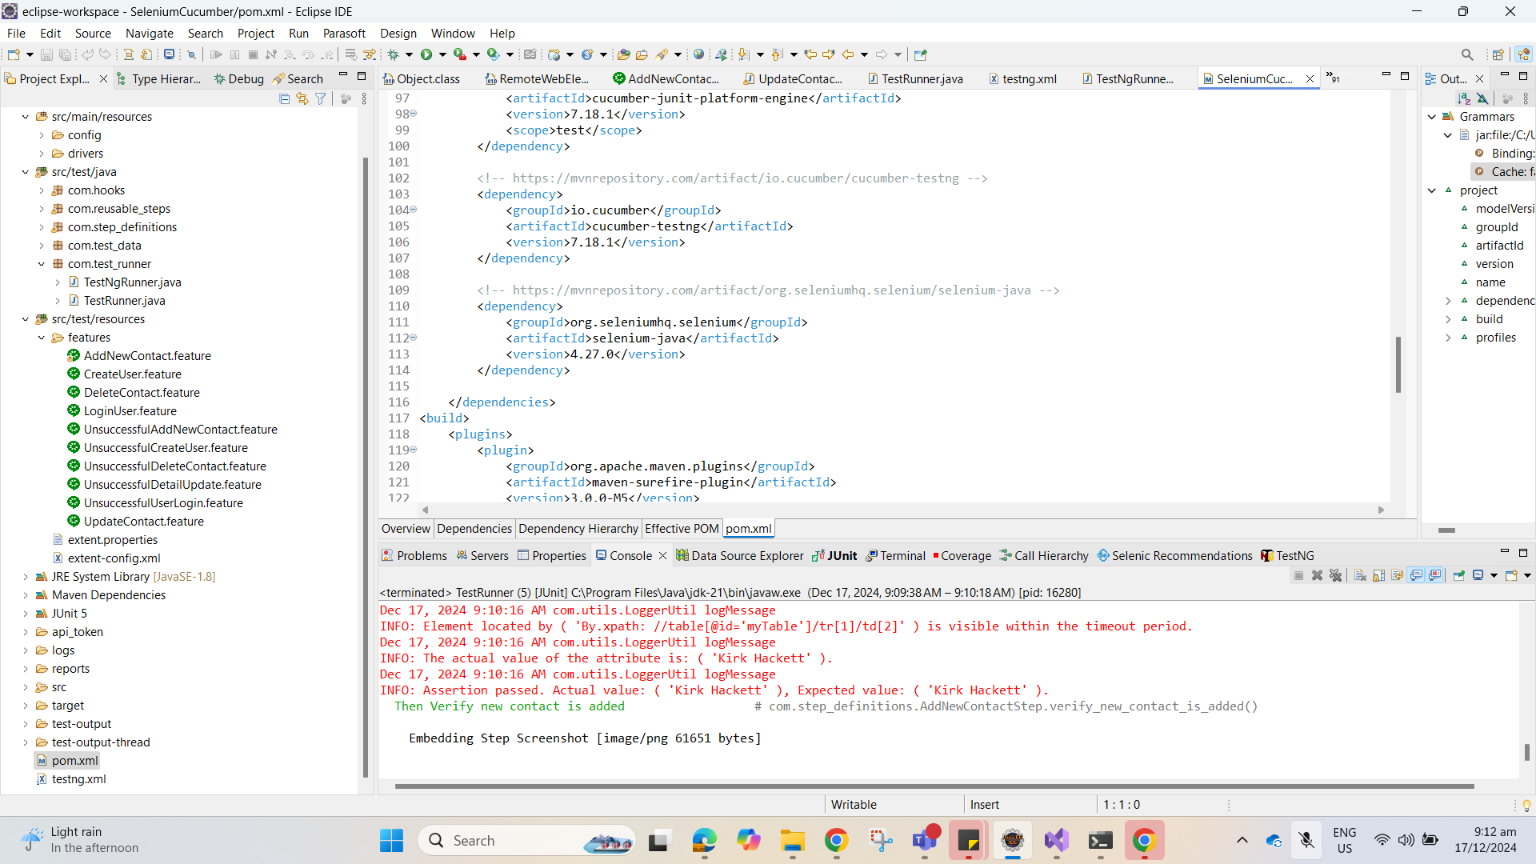 eclipse-workspace - SeleniumCucumber/pom.xml - Eclipse IDE
File Edit Source Navigate Search Project Run Parasoft Design Window Help
Project Expl... Type Hierar... Debug Search
src/main/resources
config
drivers
src/test/java
com.hooks
com.reusable_steps
com.step_definitions
com.test_data
com.test_runner
TestNgRunner.java
TestRunner.java
src/test/resources
features
AddNewContact.feature
CreateUser.feature
DeleteContact.feature
LoginUser.feature
UnsuccessfulAddNewContact.feature
UnsuccessfulCreateUser.feature
UnsuccessfulDeleteContact.feature
UnsuccessfulDetailUpdate.feature
UnsuccessfulUserLogin.feature
UpdateContact.feature
extent.properties
extent-config.xml
JRE System Library [JavaSE-1.8]
Maven Dependencies
JUnit 5
api_token
logs
reports
src
target
test-output
test-output-thread
pom.xml
testng.xml
Object.class RemoteWebEle... AddNewContac... UpdateContac... TestRunner.java testng.xml TestNgRunne... SeleniumCuc... »91
97 <artifactId>cucumber-junit-platform-engine</artifactId>
98 <version>7.18.1</version>
99 <scope>test</scope>
100 </dependency>
101
102 <!-- https://mvnrepository.com/artifact/io.cucumber/cucumber-testng -->
103 <dependency>
104 <groupId>io.cucumber</groupId>
105 <artifactId>cucumber-testng</artifactId>
106 <version>7.18.1</version>
107 </dependency>
108
109 <!-- https://mvnrepository.com/artifact/org.seleniumhq.selenium/selenium-java -->
110 <dependency>
111 <groupId>org.seleniumhq.selenium</groupId>
112 <artifactId>selenium-java</artifactId>
113 <version>4.27.0</version>
114 </dependency>
115
116 </dependencies>
117 <build>
118 <plugins>
119 <plugin>
120 <groupId>org.apache.maven.plugins</groupId>
121 <artifactId>maven-surefire-plugin</artifactId>
122 <version>3.0.0-M5</version>
Overview Dependencies Dependency Hierarchy Effective POM pom.xml
Out...
Grammars
jar:file:/C:/U
Binding:
Cache: fa
project
modelVersi
groupId
artifactId
version
name
dependenc
build
profiles
Problems Servers Properties Console Data Source Explorer JUnit Terminal Coverage Call Hierarchy Selenic Recommendations TestNG
<terminated> TestRunner (5) [JUnit] C:\Program Files\Java\jdk-21\bin\javaw.exe (Dec 17, 2024, 9:09:38 AM – 9:10:18 AM) [pid: 16280]
Dec 17, 2024 9:10:16 AM com.utils.LoggerUtil logMessage
INFO: Element located by ( 'By.xpath: //table[@id='myTable']/tr[1]/td[2]' ) is visible within the timeout period.
Dec 17, 2024 9:10:16 AM com.utils.LoggerUtil logMessage
INFO: The actual value of the attribute is: ( 'Kirk Hackett' ).
Dec 17, 2024 9:10:16 AM com.utils.LoggerUtil logMessage
INFO: Assertion passed. Actual value: ( 'Kirk Hackett' ), Expected value: ( 'Kirk Hackett' ).
Then Verify new contact is added # com.step_definitions.AddNewContactStep.verify_new_contact_is_added()
Embedding Step Screenshot [image/png 61651 bytes]
Writable Insert 1 : 1 : 0
Light rain
In the afternoon
Search
ENG
US
9:12 am
17/12/2024